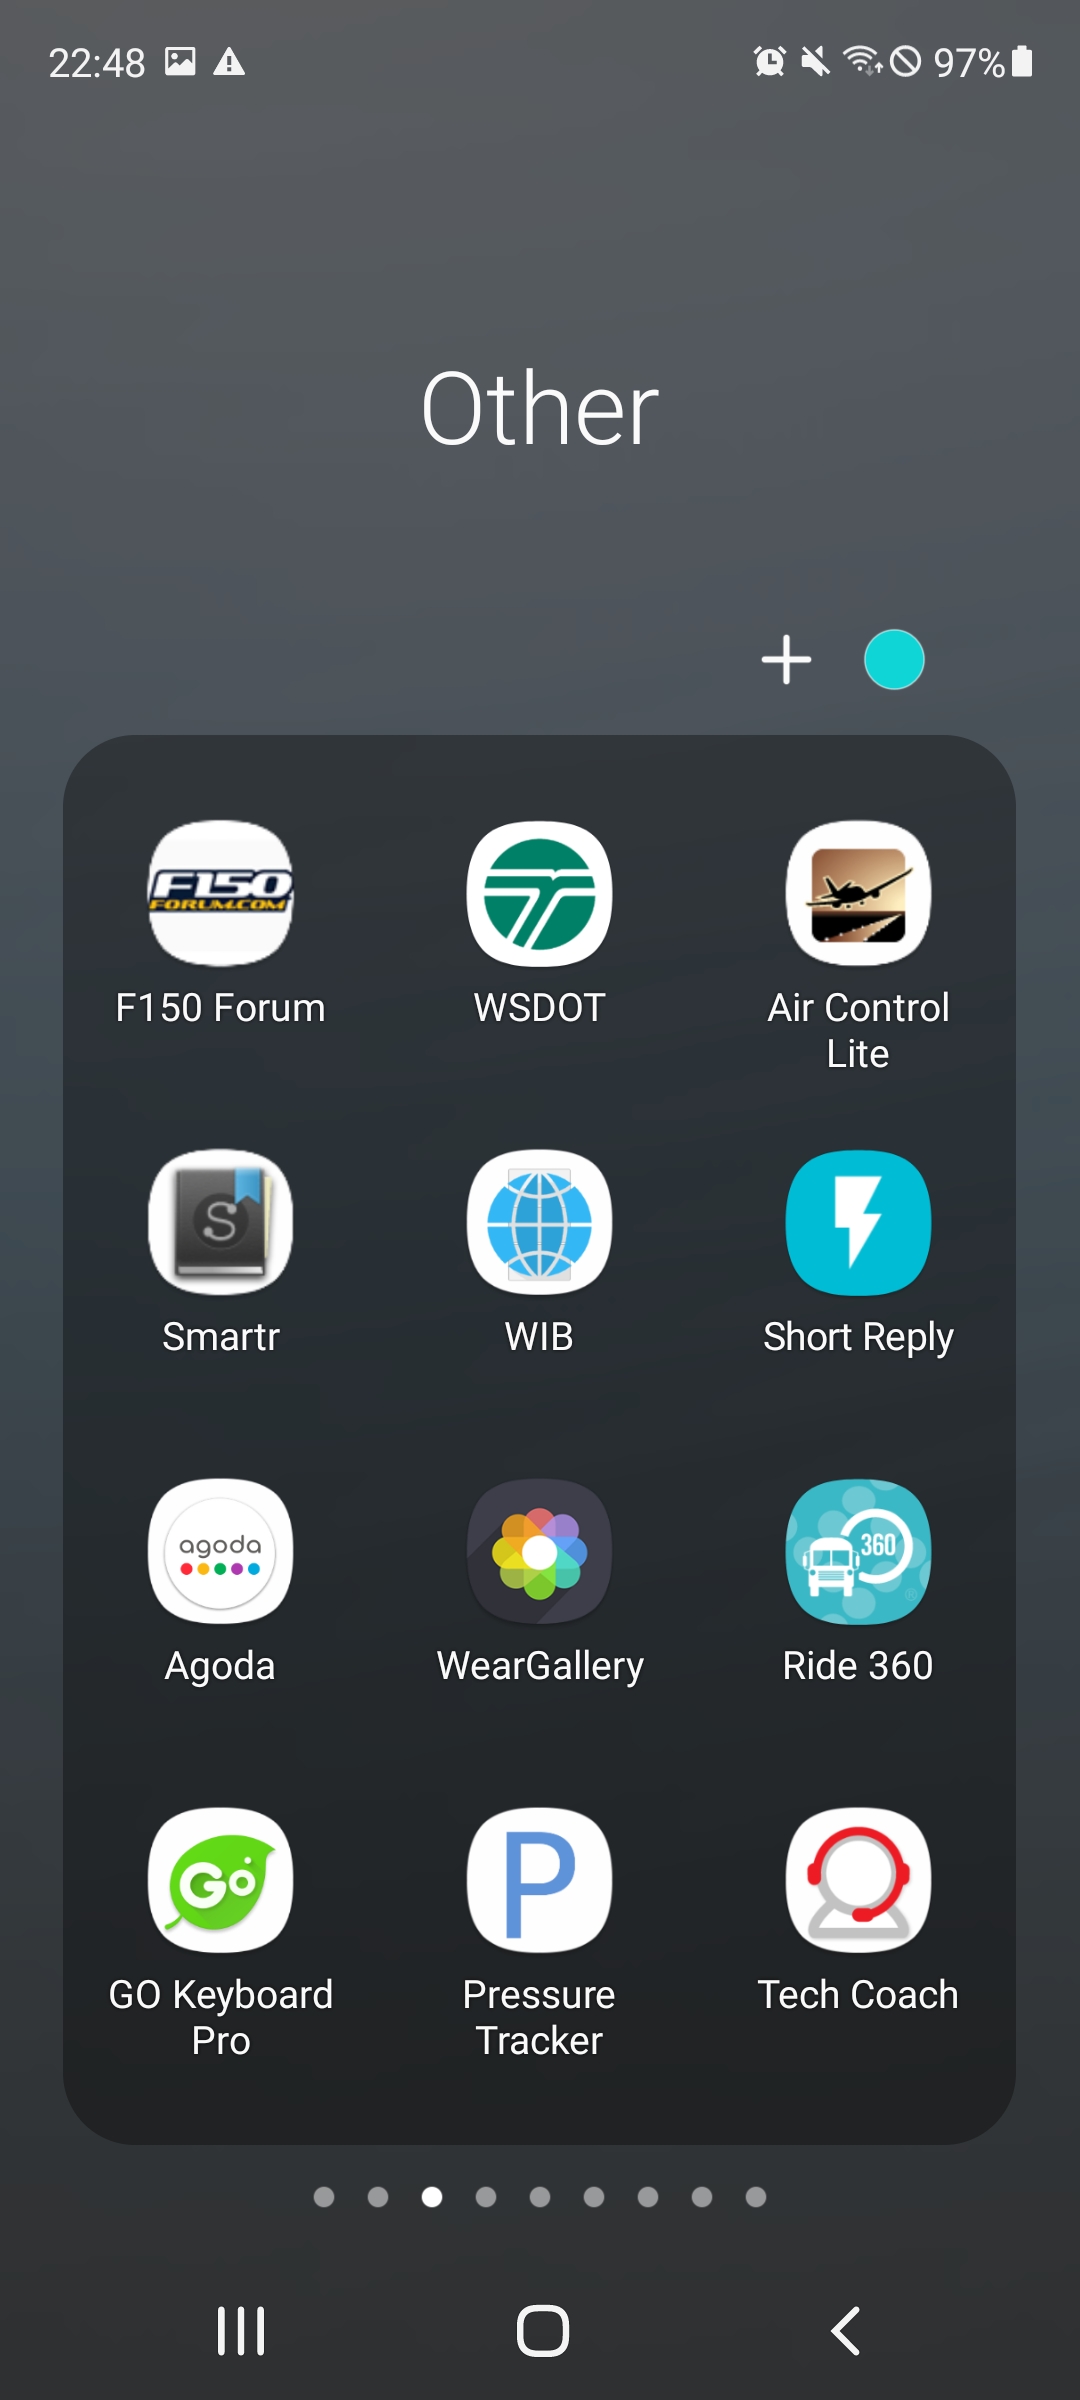 22:48
97%
Other
F150
FORUM.COM
F150 Forum
WSDOT
Air Control
Lite
S
Smartr
WIB
Short Reply
agoda
Agoda
WearGallery
360
Ride 360
GO
GO Keyboard
Pro
P
Pressure
Tracker
Tech Coach